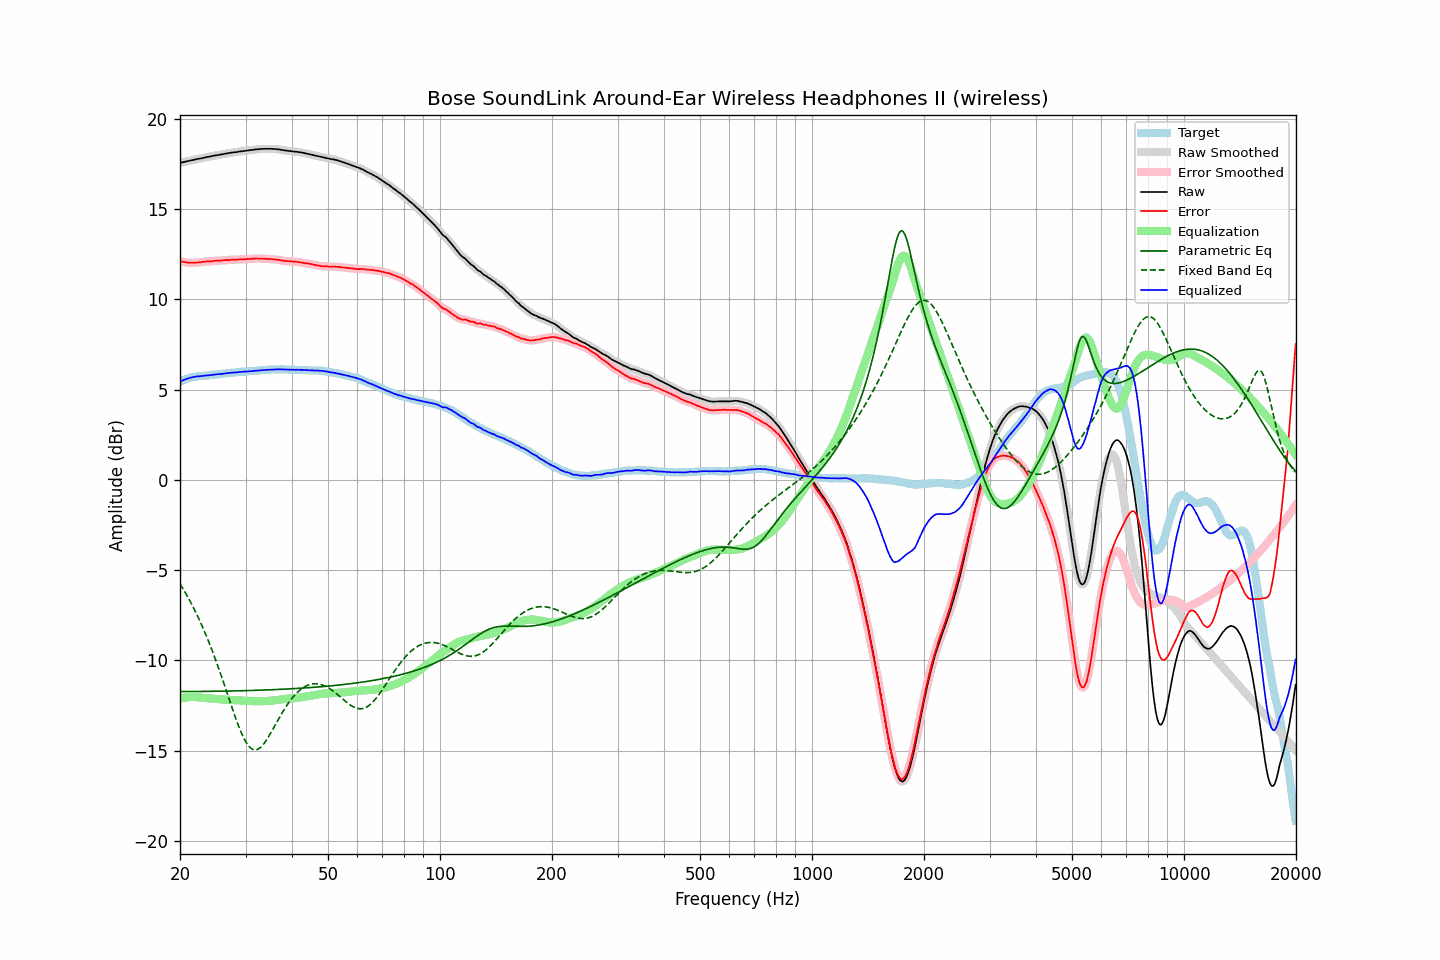 Bose SoundLink Around-Ear Wireless Headphones II (wireless)
Target
Raw Smoothed
Error Smoothed
Raw
Error
Equalization
Parametric Eq
Fixed Band Eq
Equalized
Amplitude (dBr)
20
15
10
5
0
−5
−10
−15
−20
20 50 100 200 500 1000 2000 5000 10000 20000
Frequency (Hz)